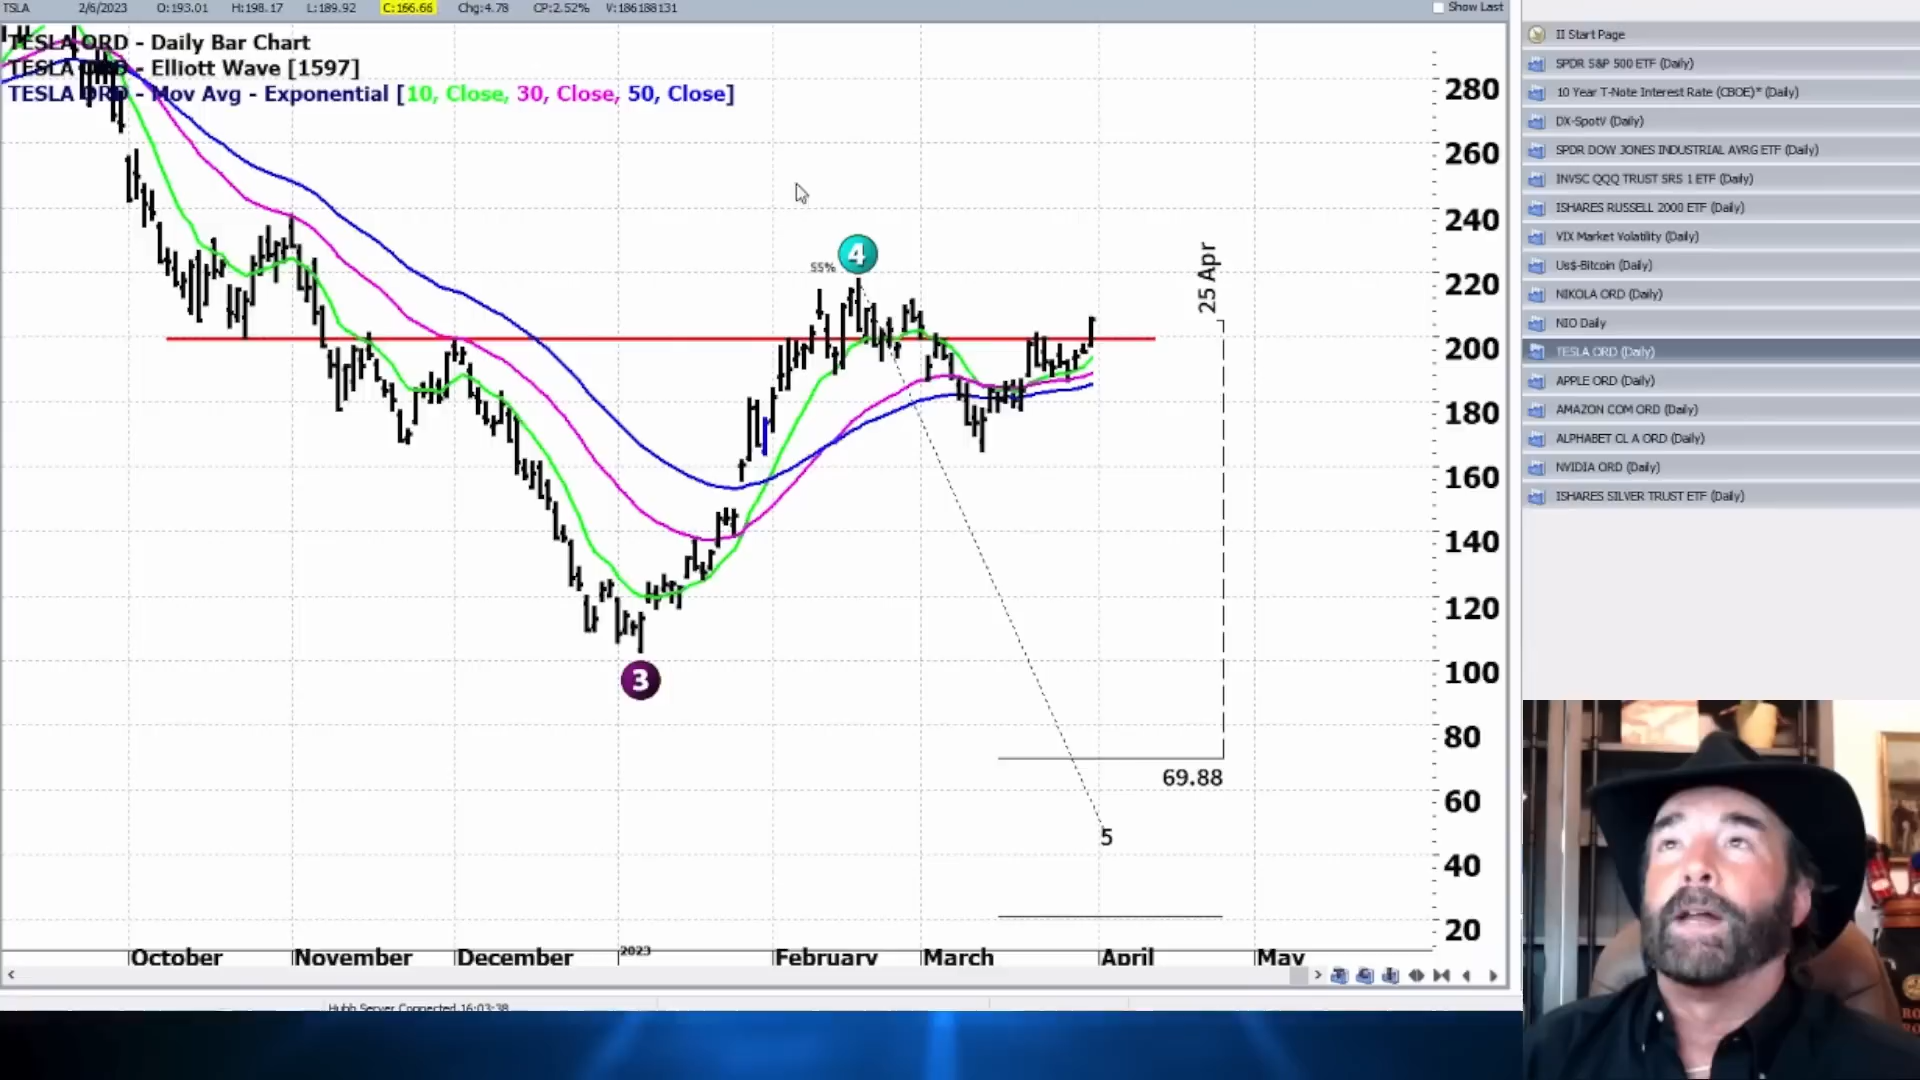 TSLA 2/6/2023 O:193.01 H:198.17 L:189.92 C:166.66 Chg:4.78 CP:2.52% V:186188131 Show Last
TESLA ORD - Daily Bar Chart
TESLA ORD - Elliott Wave [1597]
TESLA ORD - Mov Avg - Exponential [10, Close, 30, Close, 50, Close]
280
260
240
220
200
180
160
140
120
100
80
60
40
20
55%
4
3
25 Apr
69.88
5
October November December 2023 February March April May
Hubb Server Connected 16:03:38
II Start Page
SPDR S&P 500 ETF (Daily)
10 Year T-Note Interest Rate (CBOE)* (Daily)
DX-SpotV (Daily)
SPDR DOW JONES INDUSTRIAL AVRG ETF (Daily)
INVSC QQQ TRUST SRS 1 ETF (Daily)
ISHARES RUSSELL 2000 ETF (Daily)
VIX Market Volatility (Daily)
Us$-Bitcoin (Daily)
NIKOLA ORD (Daily)
NIO Daily
TESLA ORD (Daily)
APPLE ORD (Daily)
AMAZON COM ORD (Daily)
ALPHABET CL A ORD (Daily)
NVIDIA ORD (Daily)
ISHARES SILVER TRUST ETF (Daily)